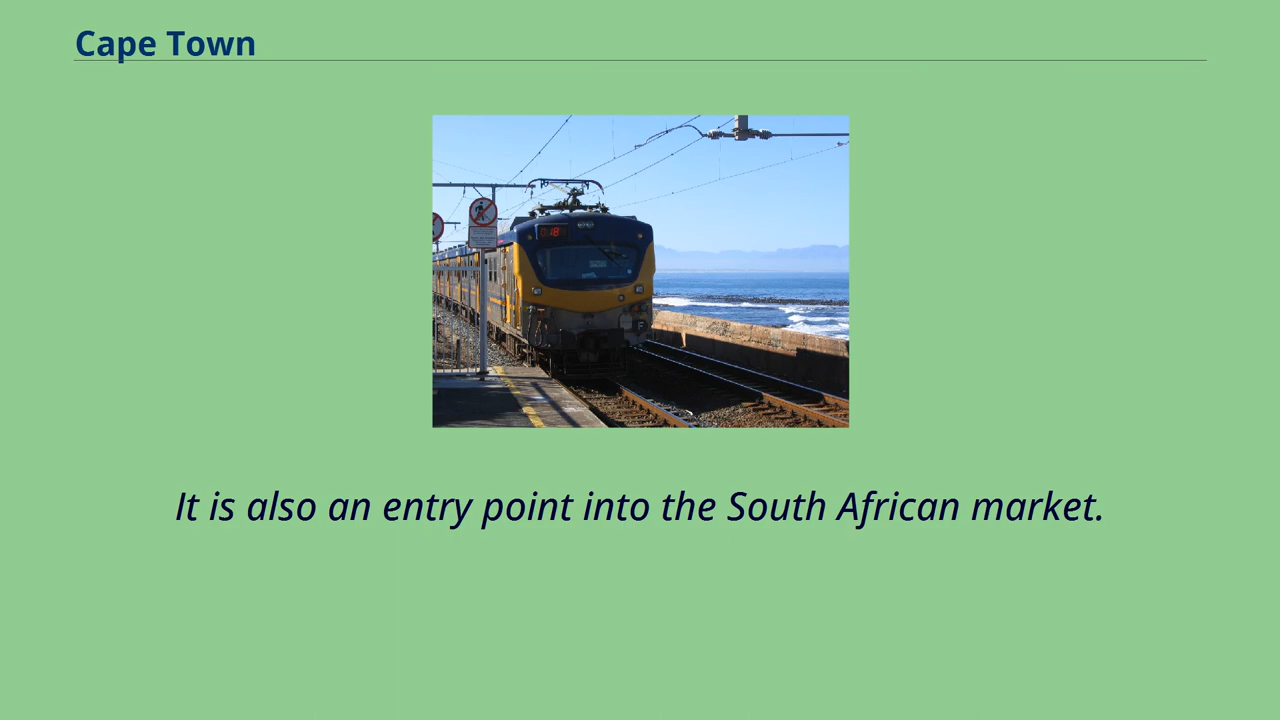 Cape Town
It is also an entry point into the South African market.